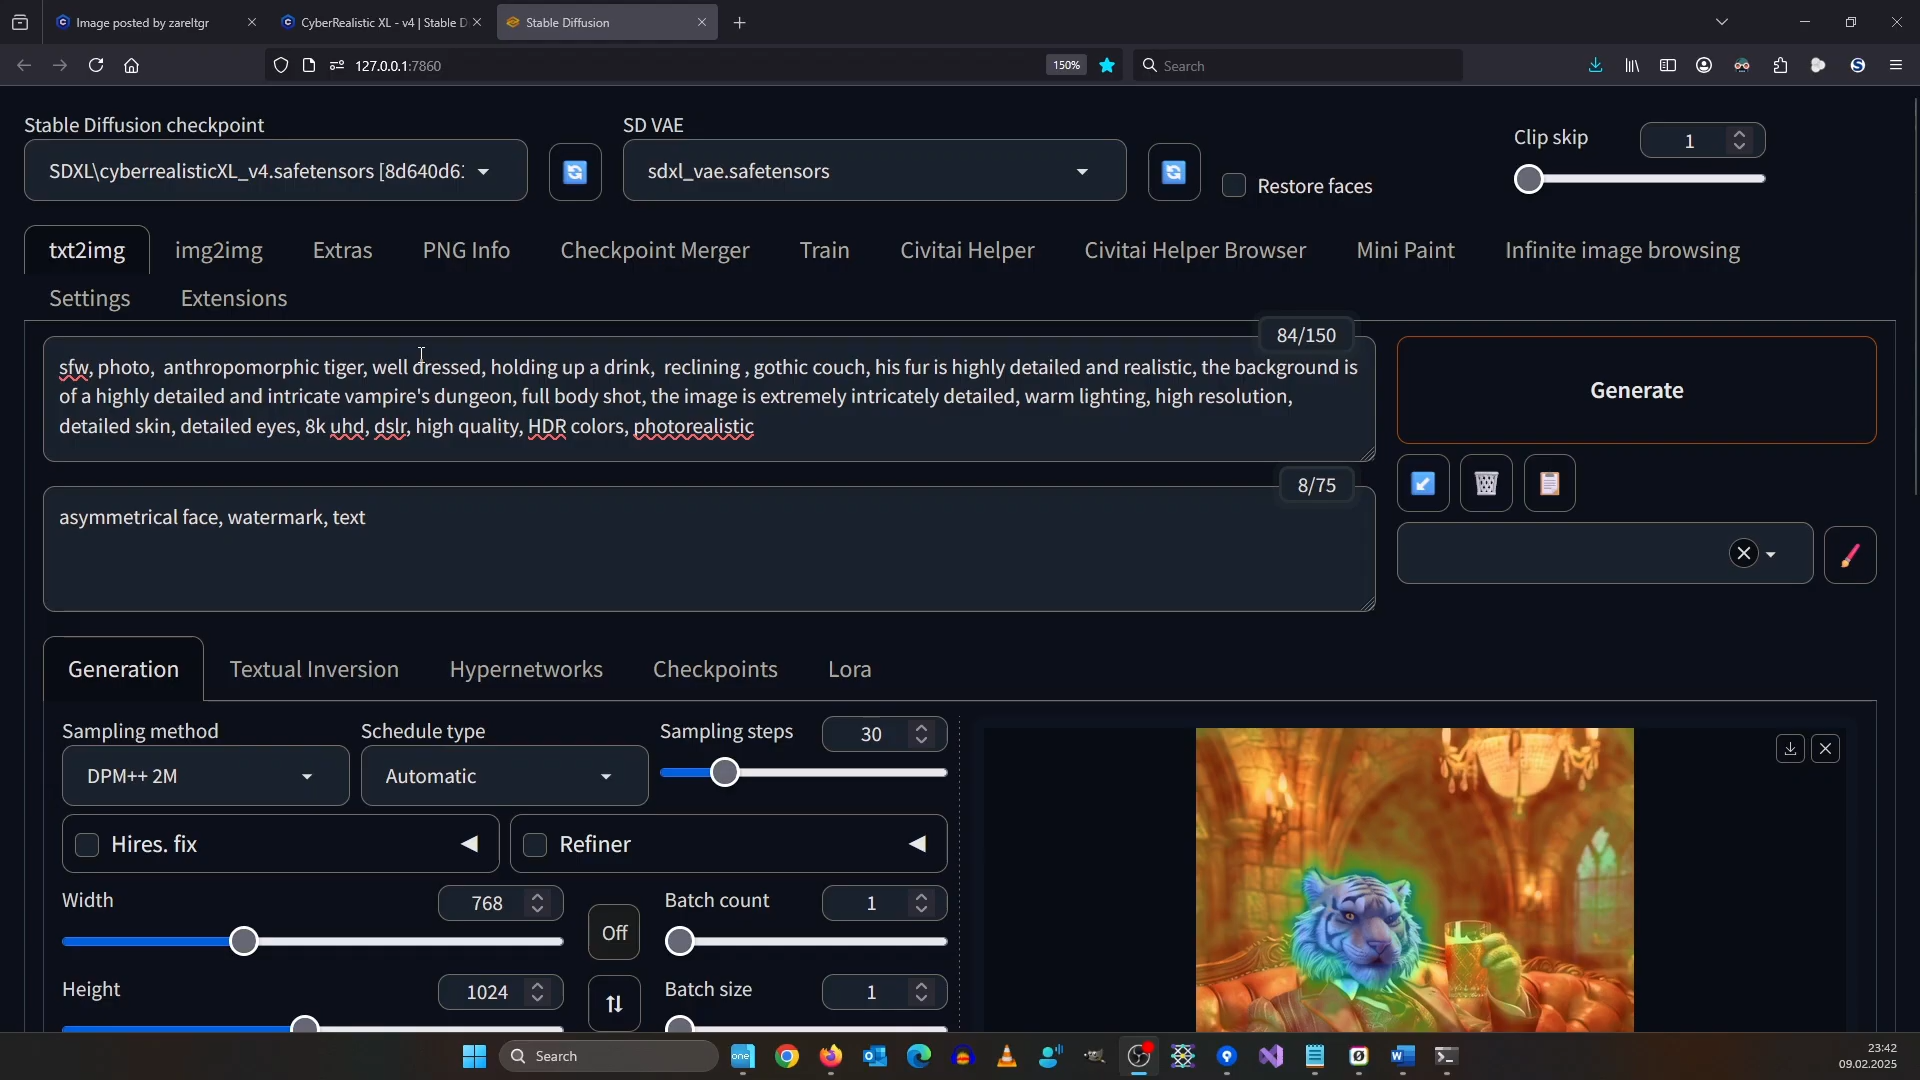 Image posted by zareltgr
CyberRealistic XL - v4 | Stable D
Stable Diffusion
127.0.0.1:7860
150%
Search
Stable Diffusion checkpoint
SD VAE
Clip skip
1
SDXL\cyberrealisticXL_v4.safetensors [8d640d6:
sdxl_vae.safetensors
Restore faces
txt2img
img2img
Extras
PNG Info
Checkpoint Merger
Train
Civitai Helper
Civitai Helper Browser
Mini Paint
Infinite image browsing
Settings
Extensions
84/150
sfw, photo,  anthropomorphic tiger, well dressed, holding up a drink,  reclining , gothic couch, his fur is highly detailed and realistic, the background is
of a highly detailed and intricate vampire's dungeon, full body shot, the image is extremely intricately detailed, warm lighting, high resolution,
detailed skin, detailed eyes, 8k uhd, dslr, high quality, HDR colors, photorealistic
Generate
8/75
asymmetrical face, watermark, text
Generation
Textual Inversion
Hypernetworks
Checkpoints
Lora
Sampling method
Schedule type
Sampling steps
30
DPM++ 2M
Automatic
Hires. fix
Refiner
Width
768
Off
Batch count
1
Height
1024
Batch size
1
Search
one
23:42
09.02.2025